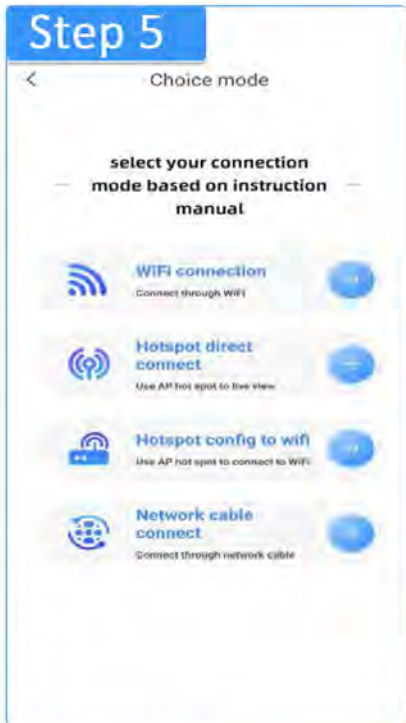 Step 5
Choice mode
select your connection
mode based on instruction
manual
WiFi connection
Connect through WiFi
Hotspot direct
connect
Use AP hot spot to live view
Hotspot config to wifi
Use AP hot spot to connect to WiFi
Network cable
connect
Connect through network cable